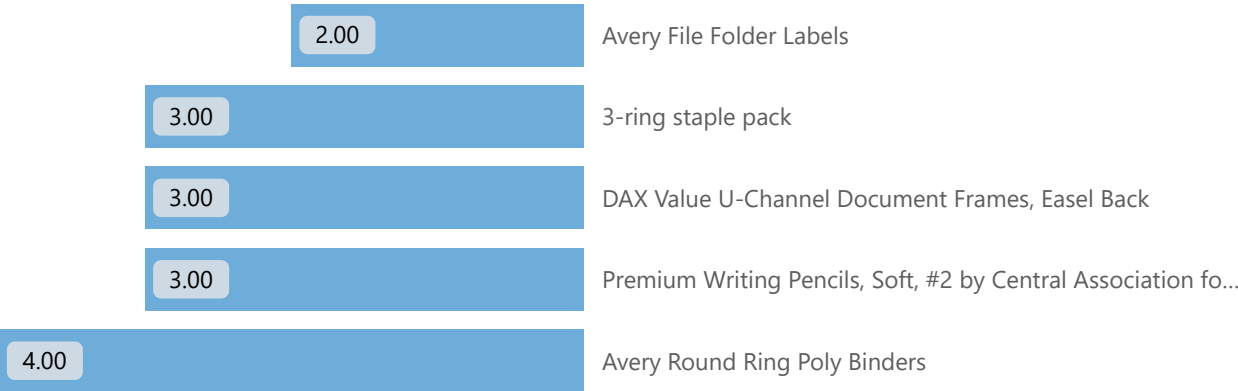 2.00 Avery File Folder Labels
3.00 3-ring staple pack
3.00 DAX Value U-Channel Document Frames, Easel Back
3.00 Premium Writing Pencils, Soft, #2 by Central Association fo...
4.00 Avery Round Ring Poly Binders